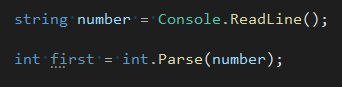 string number = Console.ReadLine();
int first = int.Parse(number);